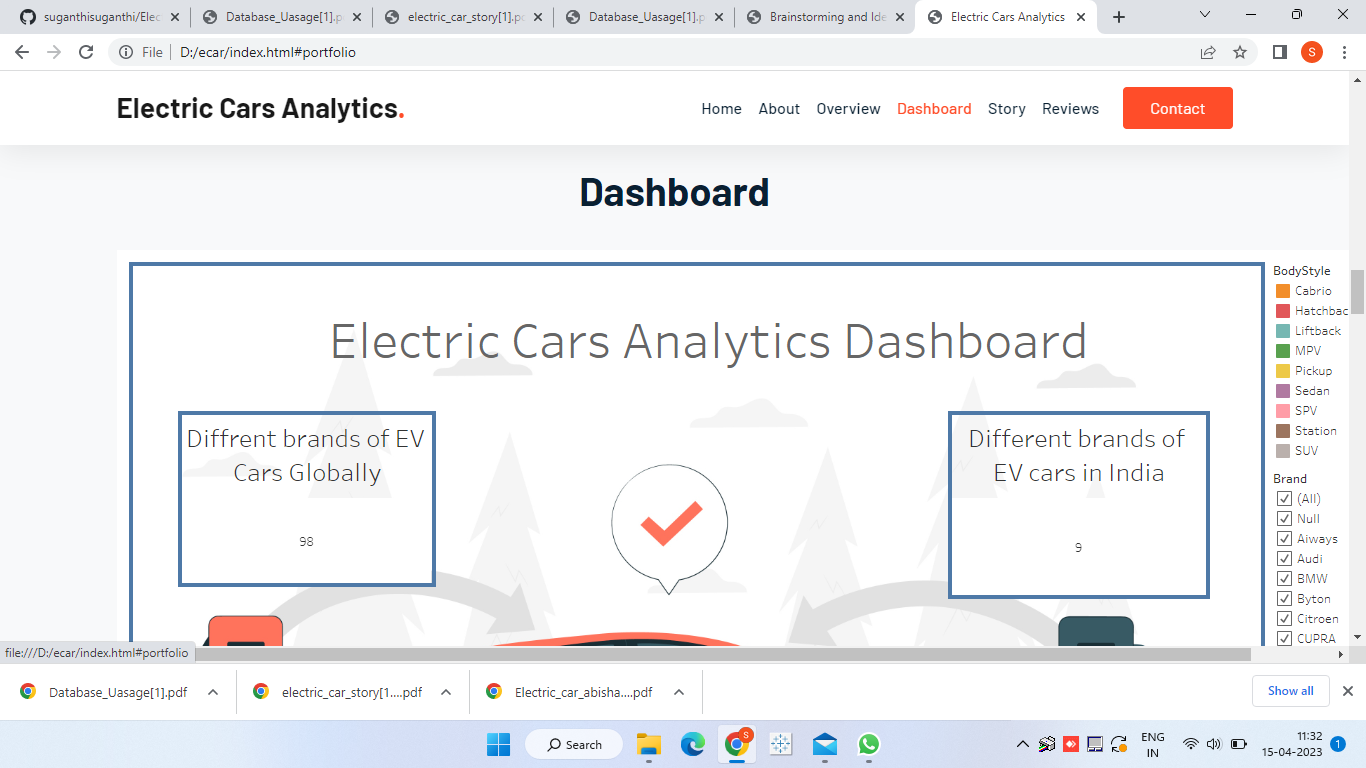 suganthisuganthi/Elec
Database_Uasage[1].p
electric_car_story[1].pd
Database_Uasage[1].p
Brainstorming and Ide
Electric Cars Analytics
File
D:/ecar/index.html#portfolio
S
Electric Cars Analytics.
Home
About
Overview
Dashboard
Story
Reviews
Contact
Dashboard
Electric Cars Analytics Dashboard
Diffrent brands of EV
Cars Globally
98
Different brands of
EV cars in India
9
BodyStyle
Cabrio
Hatchbac
Liftback
MPV
Pickup
Sedan
SPV
Station
SUV
Brand
(All)
Null
Aiways
Audi
BMW
Byton
Citroen
CUPRA
file:///D:/ecar/index.html#portfolio
Database_Uasage[1].pdf
electric_car_story[1....pdf
Electric_car_abisha....pdf
Show all
Search
S
ENG
IN
11:32
15-04-2023
1